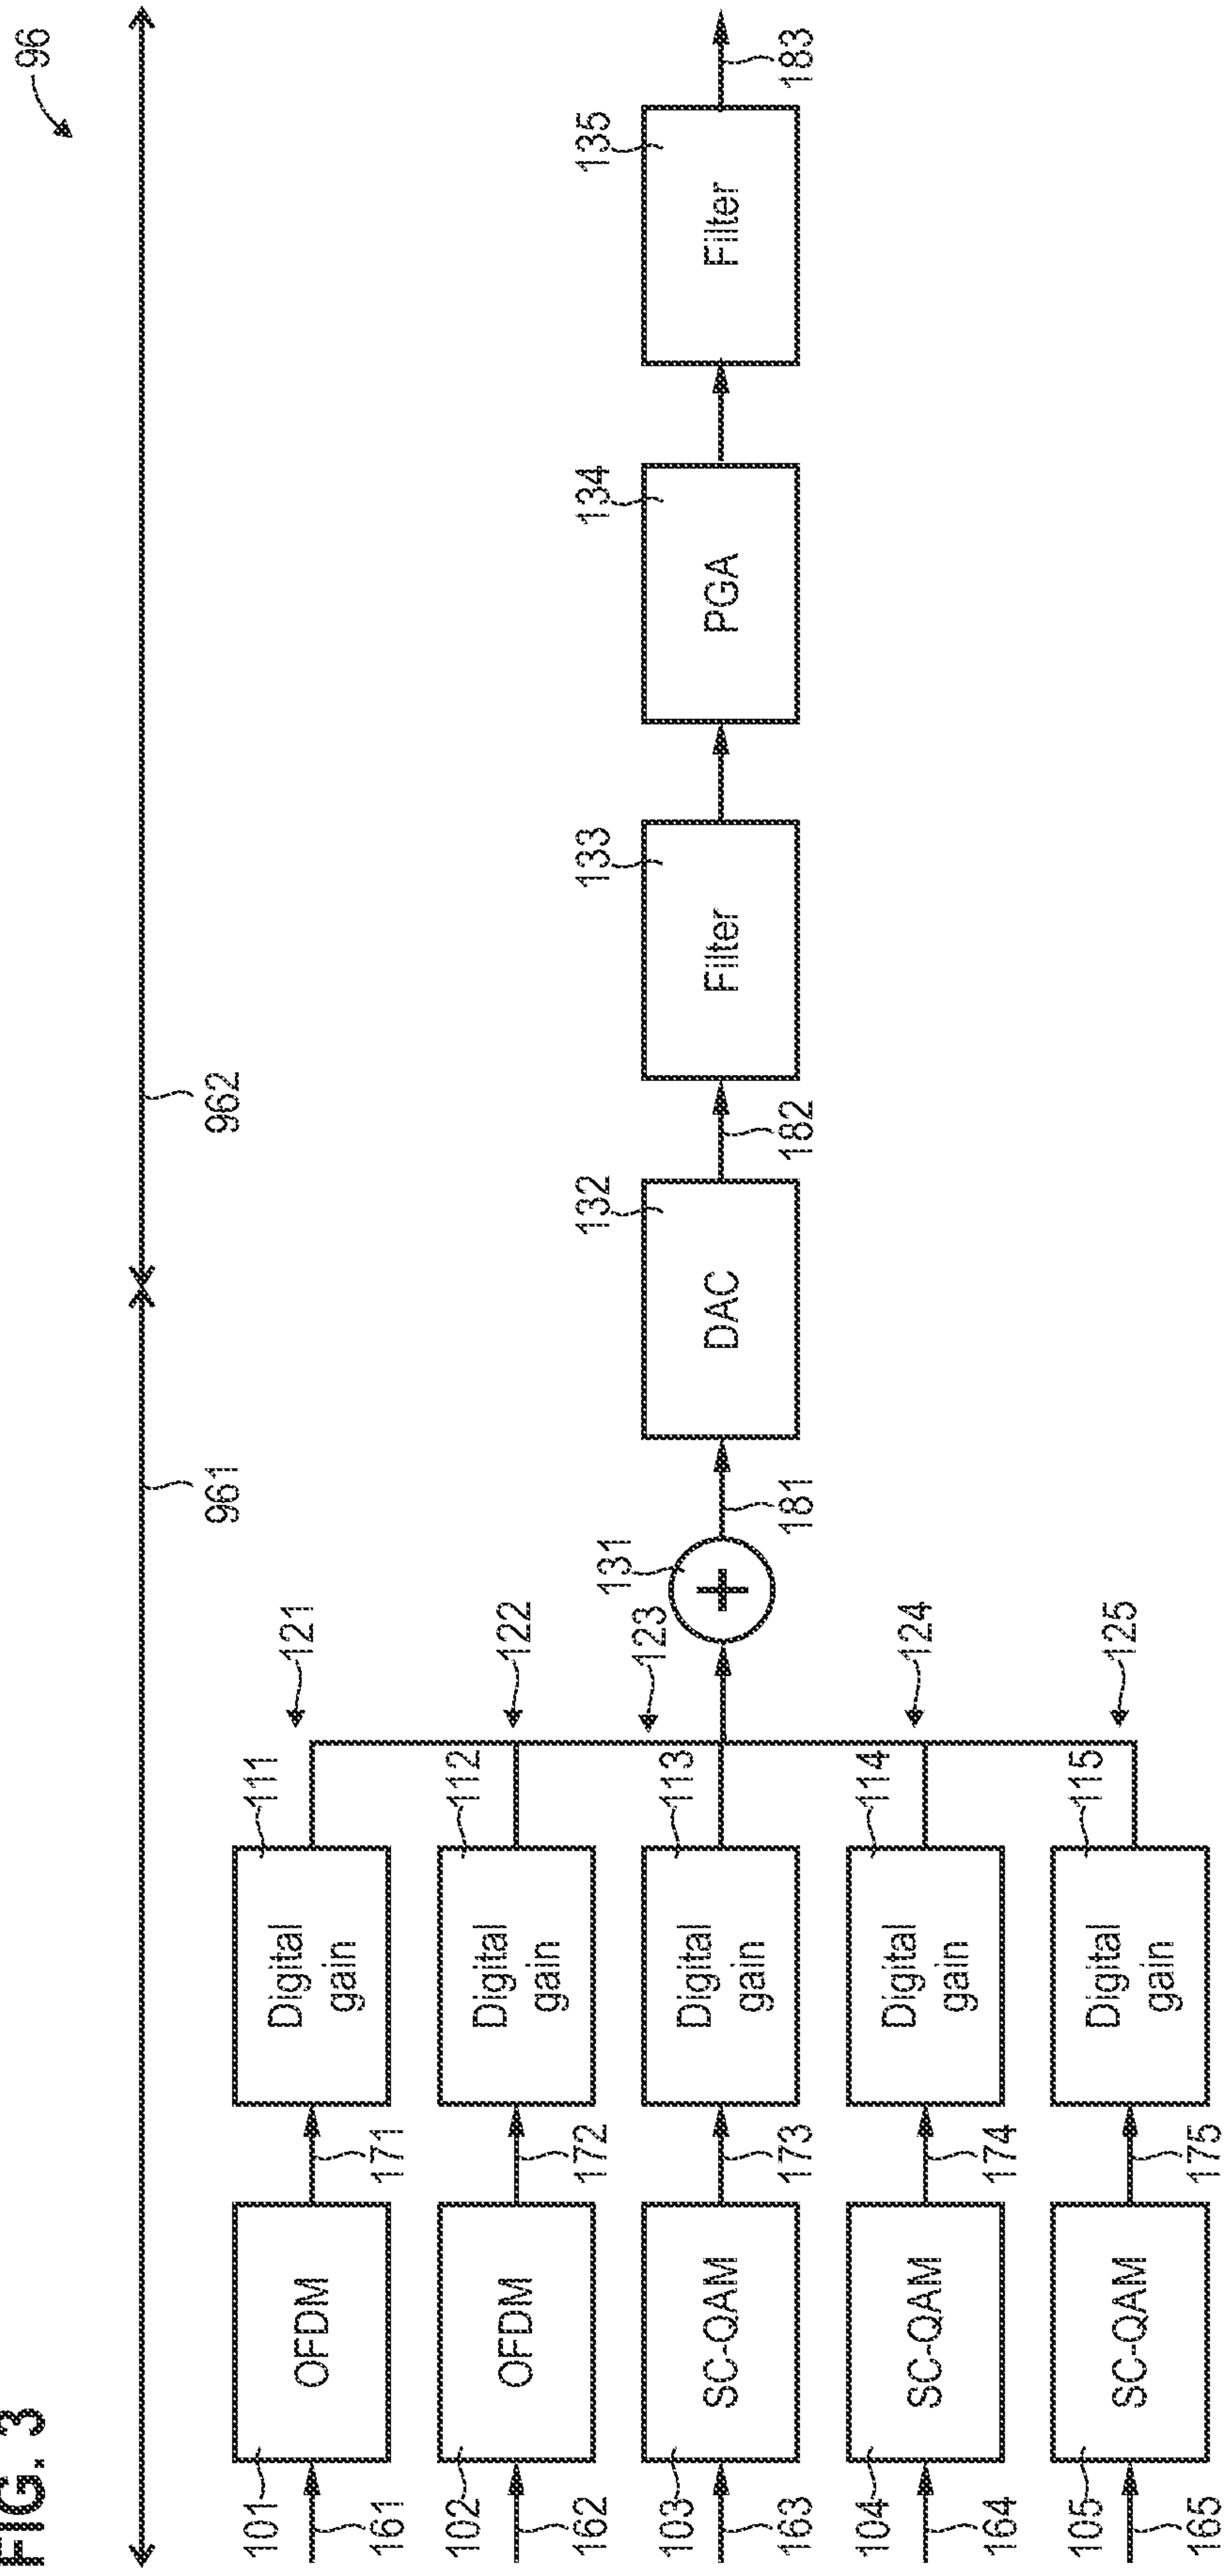 FIG. 3
96
961
962
101
OFDM
161
171
111
Digital
gain
121
102
OFDM
162
172
112
Digital
gain
122
103
SC-QAM
163
173
113
Digital
gain
123
131
+
181
132
DAC
182
133
Filter
134
PGA
135
Filter
183
104
SC-QAM
164
174
114
Digital
gain
124
105
SC-QAM
165
175
115
Digital
gain
125